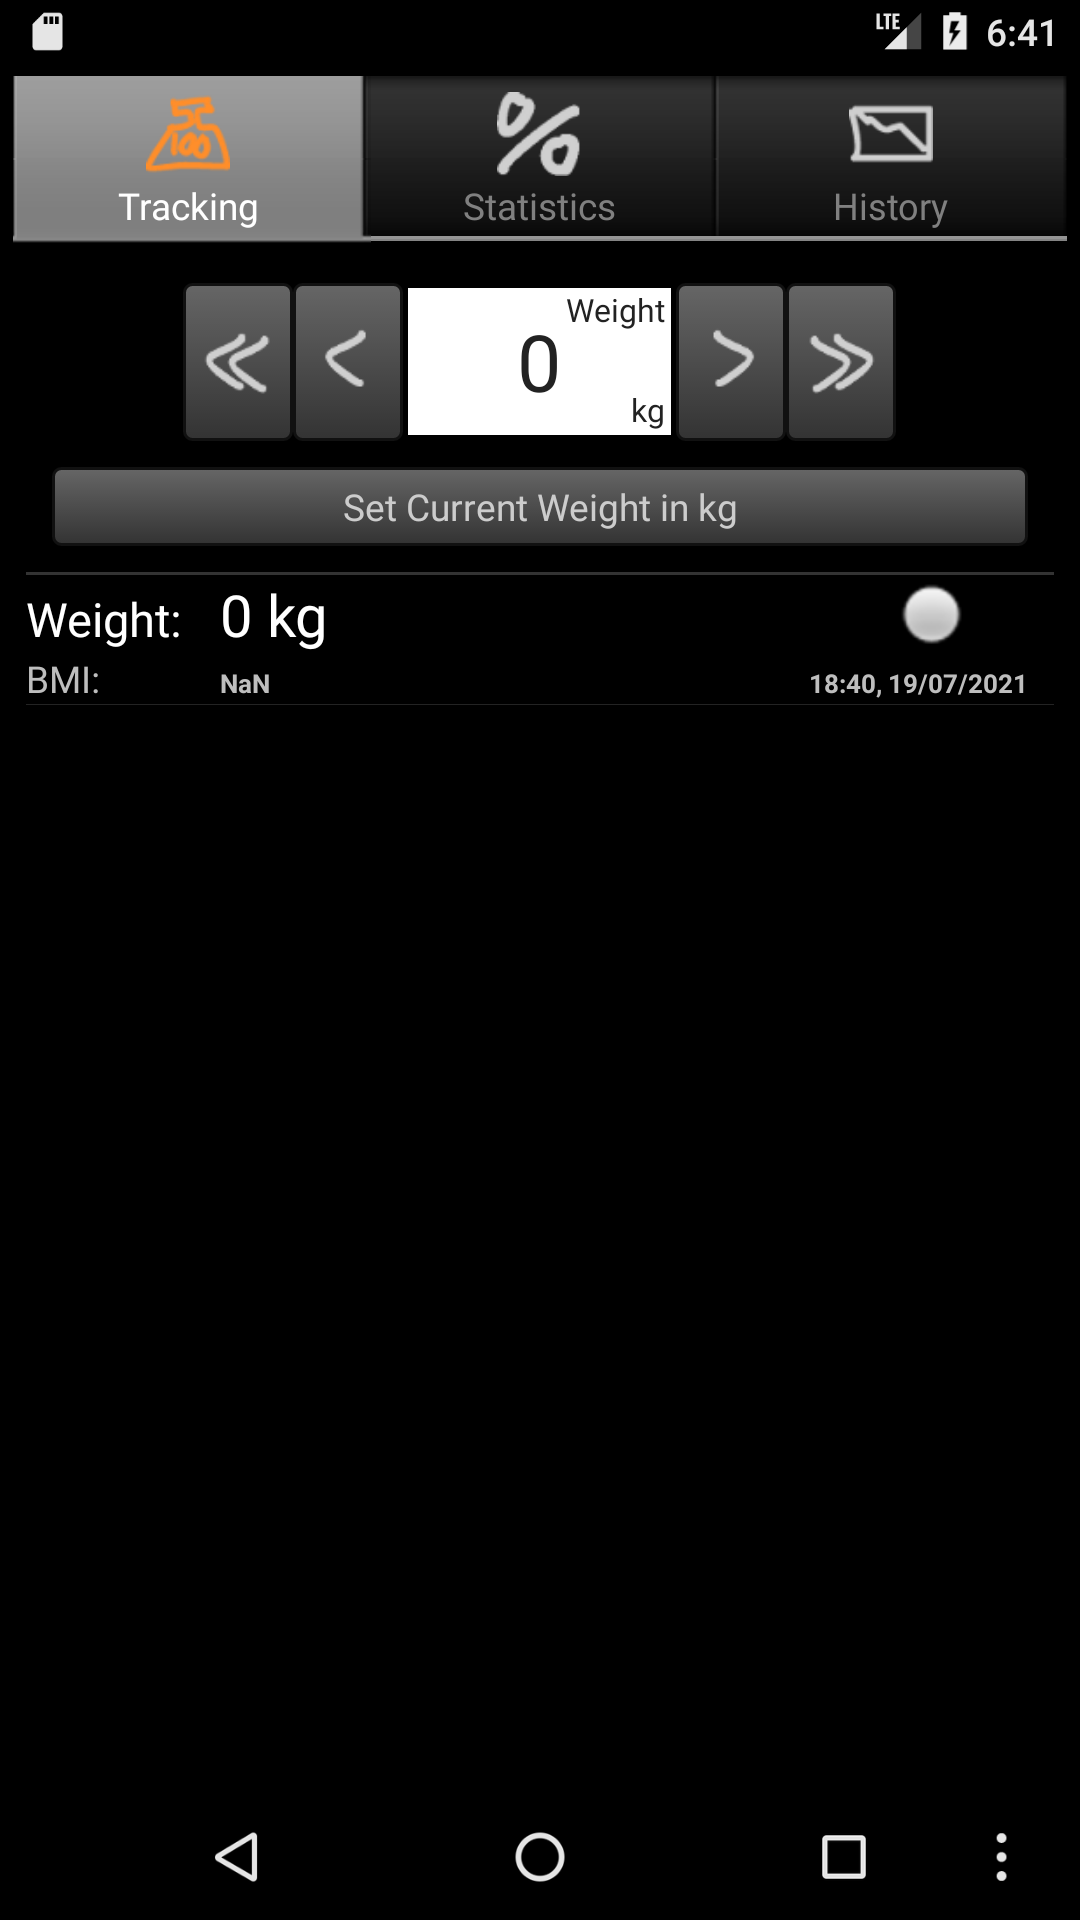 LTE 6:41
100
Tracking Statistics History
Weight
0
kg
Set Current Weight in kg
Weight: 0 kg
BMI: NaN 18:40, 19/07/2021